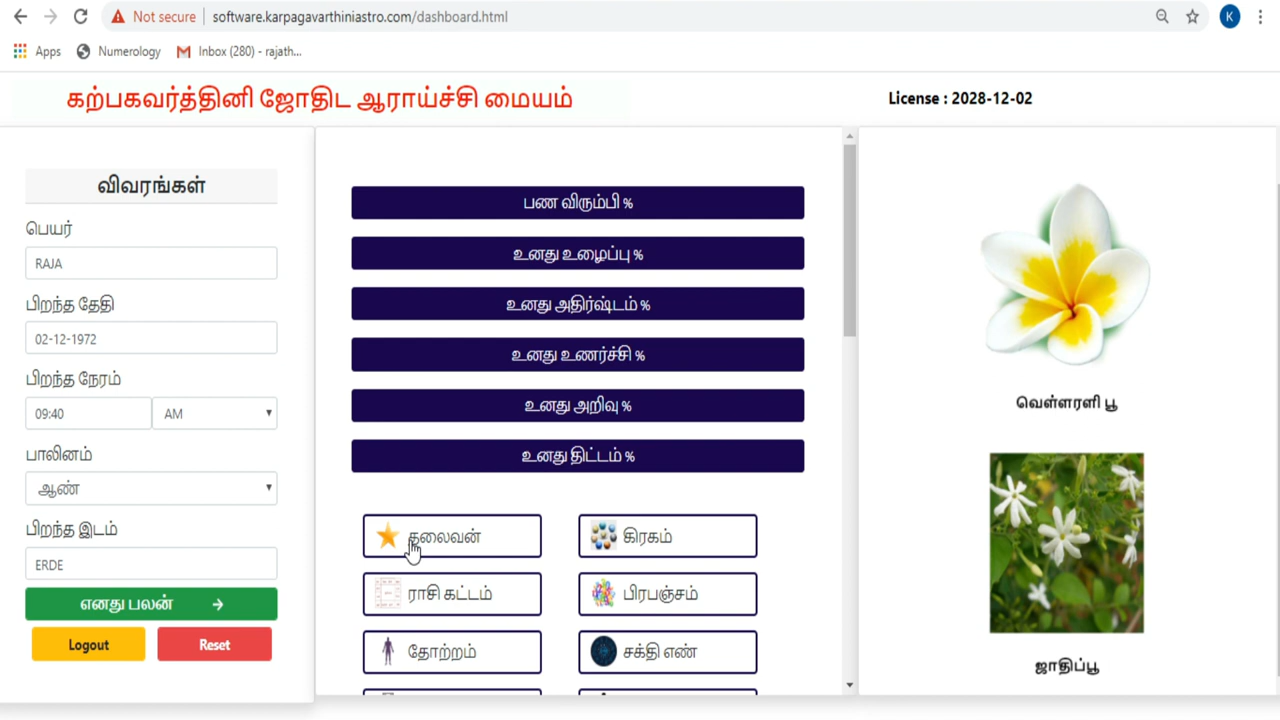 Not secure software.karpagavarthiniastro.com/dashboard.html K
Apps Numerology Inbox (280) - rajath...
கற்பகவர்த்தினி ஜோதிட ஆராய்ச்சி மையம்
License : 2028-12-02
விவரங்கள்
பெயர்
RAJA
பிறந்த தேதி
02-12-1972
பிறந்த நேரம்
09:40 AM
பாலினம்
ஆண்
பிறந்த இடம்
ERDE
எனது பலன்
Logout Reset
பண விரும்பி %
உனது உழைப்பு %
உனது அதிர்ஷ்டம் %
உனது உணர்ச்சி %
உனது அறிவு %
உனது திட்டம் %
தலைவன் கிரகம்
ராசி கட்டம் பிரபஞ்சம்
தோற்றம் சக்தி எண்
வெள்ளரளி பூ
ஜாதிப்பூ